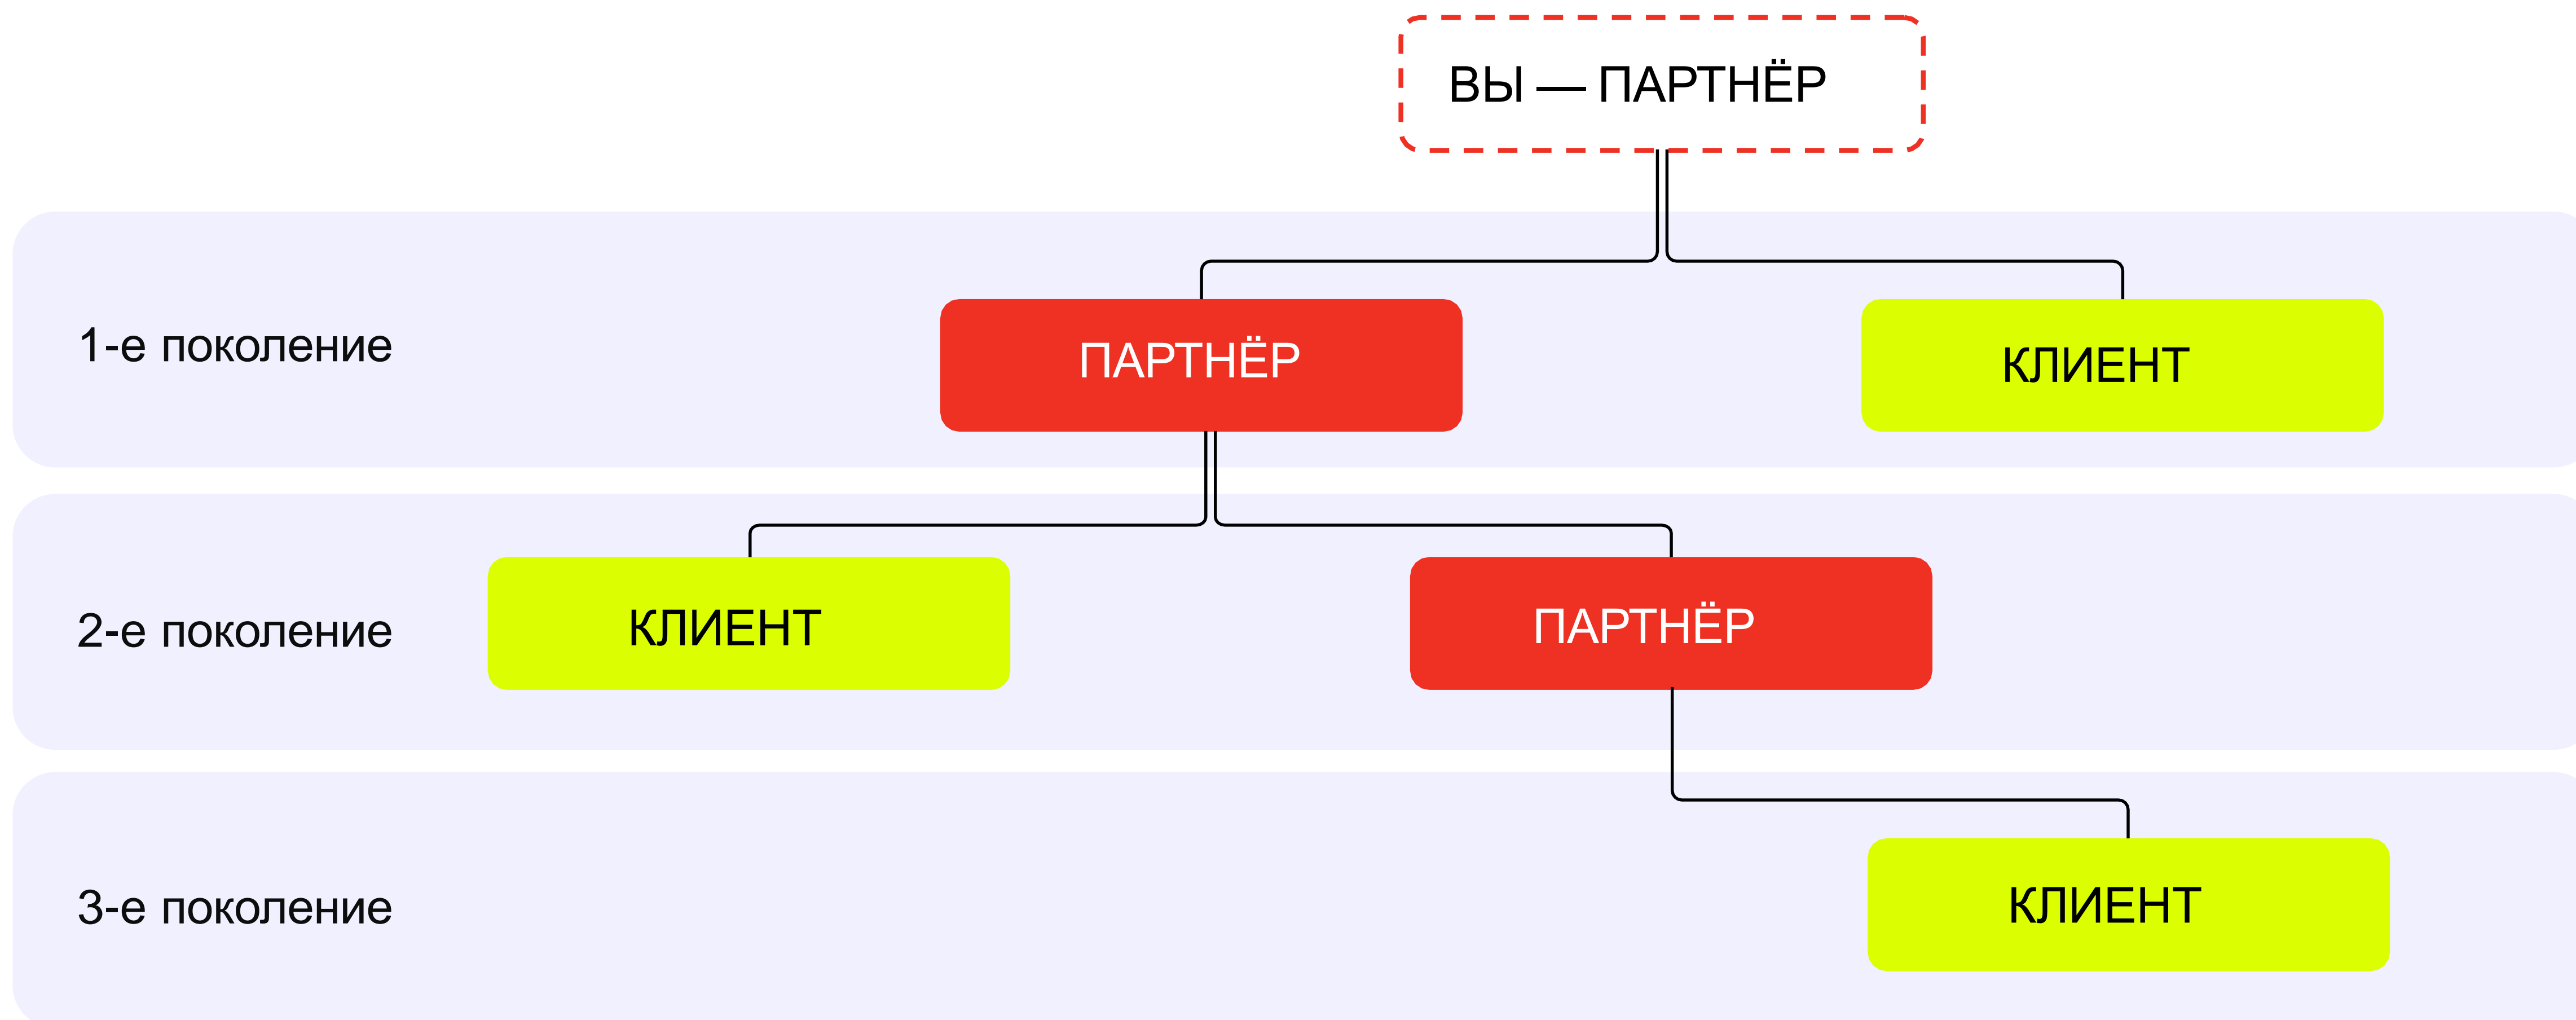 ВЫ — ПАРТНЁР
1-е поколение
ПАРТНЁР
КЛИЕНТ
2-е поколение
КЛИЕНТ
ПАРТНЁР
3-е поколение
КЛИЕНТ